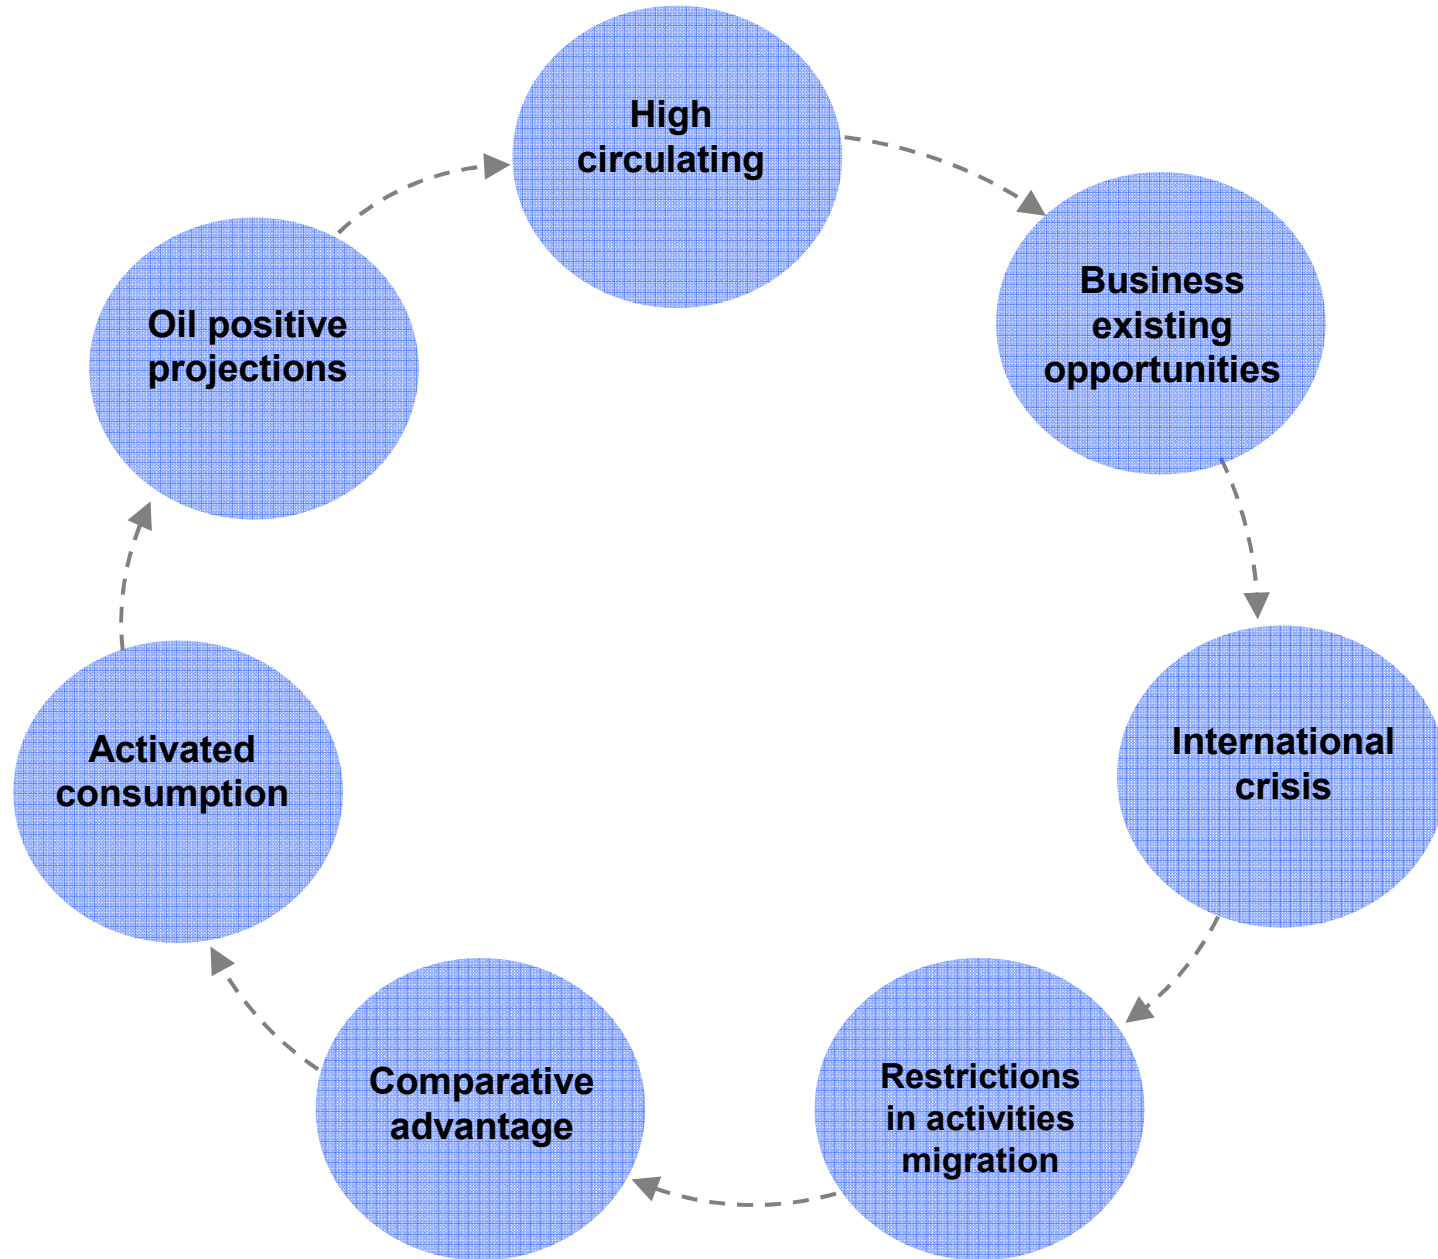 High
circulating
Business
existing
opportunities
International
crisis
Restrictions
in activities
migration
Comparative
advantage
Activated
consumption
Oil positive
projections